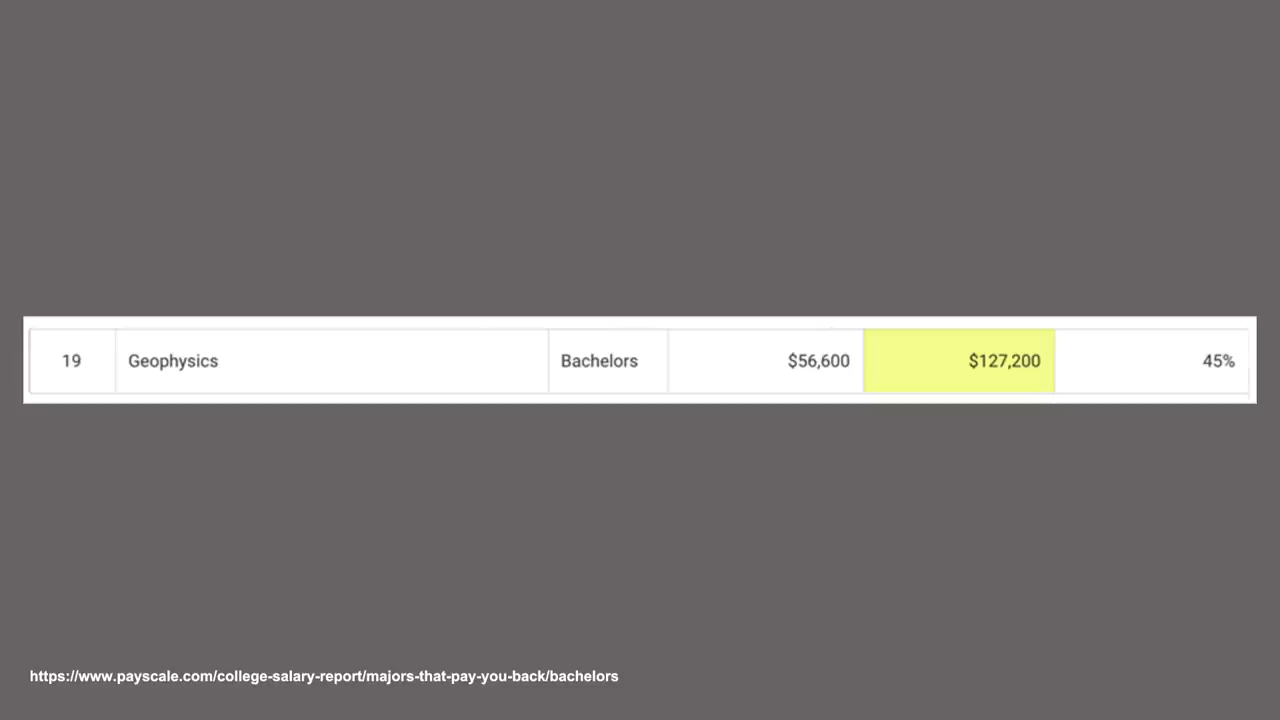 19 Geophysics Bachelors $56,600 $127,200 45%
https://www.payscale.com/college-salary-report/majors-that-pay-you-back/bachelors